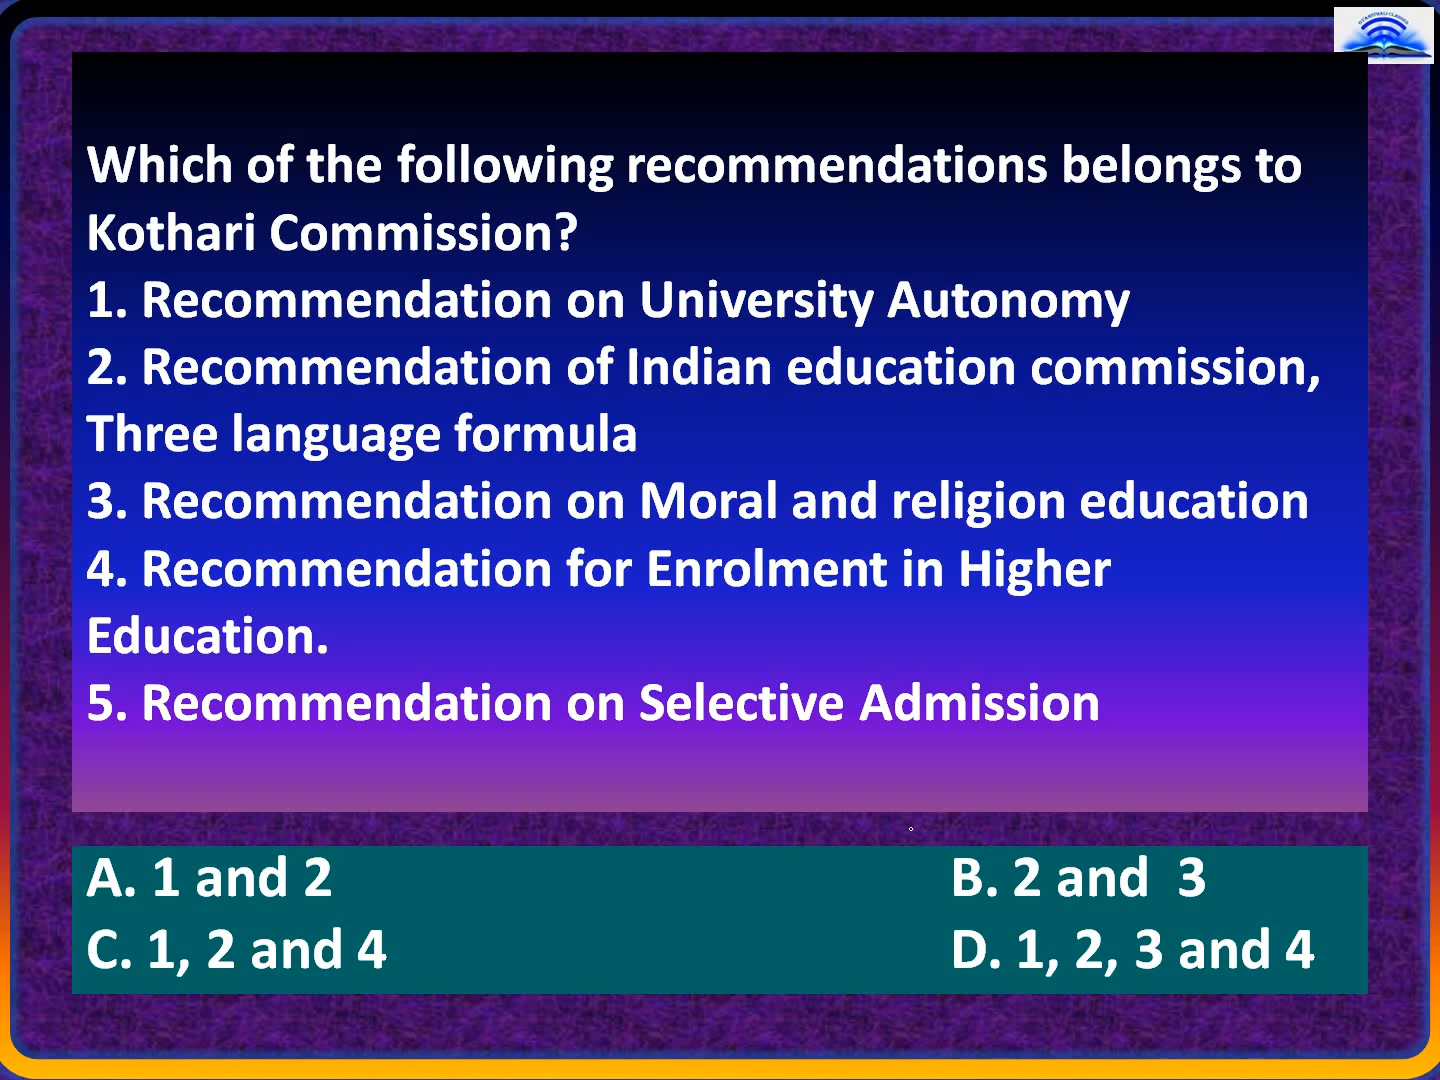 Which of the following recommendations belongs to
Kothari Commission?
1. Recommendation on University Autonomy
2. Recommendation of Indian education commission,
Three language formula
3. Recommendation on Moral and religion education
4. Recommendation for Enrolment in Higher
Education.
5. Recommendation on Selective Admission
A. 1 and 2 B. 2 and 3
C. 1, 2 and 4 D. 1, 2, 3 and 4